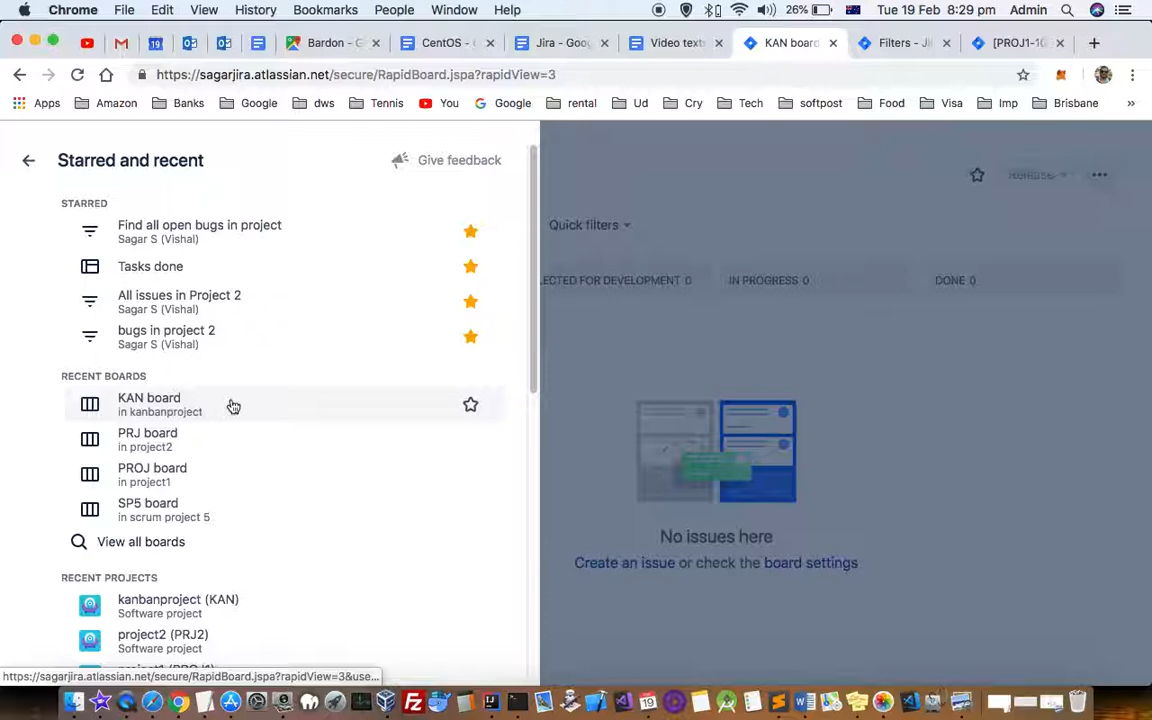 Chrome File Edit View History Bookmarks People Window Help 26% Tue 19 Feb 8:29 pm Admin
Bardon - G CentOS - Jira - Goog Video texts KAN board Filters - Ji [PROJ1-10
https://sagarjira.atlassian.net/secure/RapidBoard.jspa?rapidView=3
Apps Amazon Banks Google dws Tennis You Google rental Ud Cry Tech softpost Food Visa Imp Brisbane »
Starred and recent Give feedback
Release
STARRED
Find all open bugs in project
Sagar S (Vishal)
Quick filters
Tasks done
ELECTED FOR DEVELOPMENT 0 IN PROGRESS 0 DONE 0
All issues in Project 2
Sagar S (Vishal)
bugs in project 2
Sagar S (Vishal)
RECENT BOARDS
KAN board
in kanbanproject
PRJ board
in project2
PROJ board
in project1
SP5 board
in scrum project 5
View all boards
No issues here
Create an issue or check the board settings
RECENT PROJECTS
kanbanproject (KAN)
Software project
project2 (PRJ2)
Software project
project1 (PROJ1)
https://sagarjira.atlassian.net/secure/RapidBoard.jspa?rapidView=3&use...